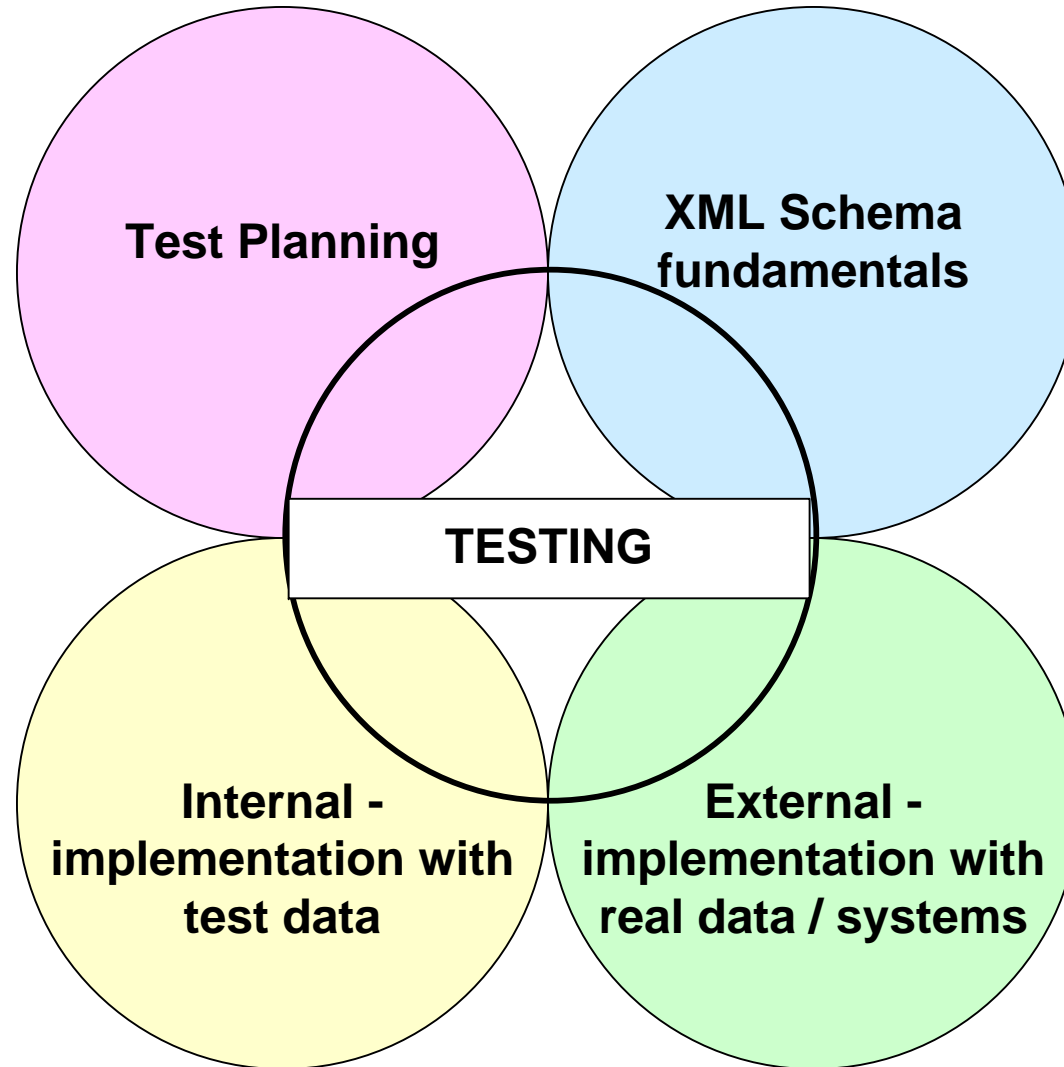 Test Planning
XML Schema
fundamentals
TESTING
Internal -
implementation with
test data
External -
implementation with
real data / systems